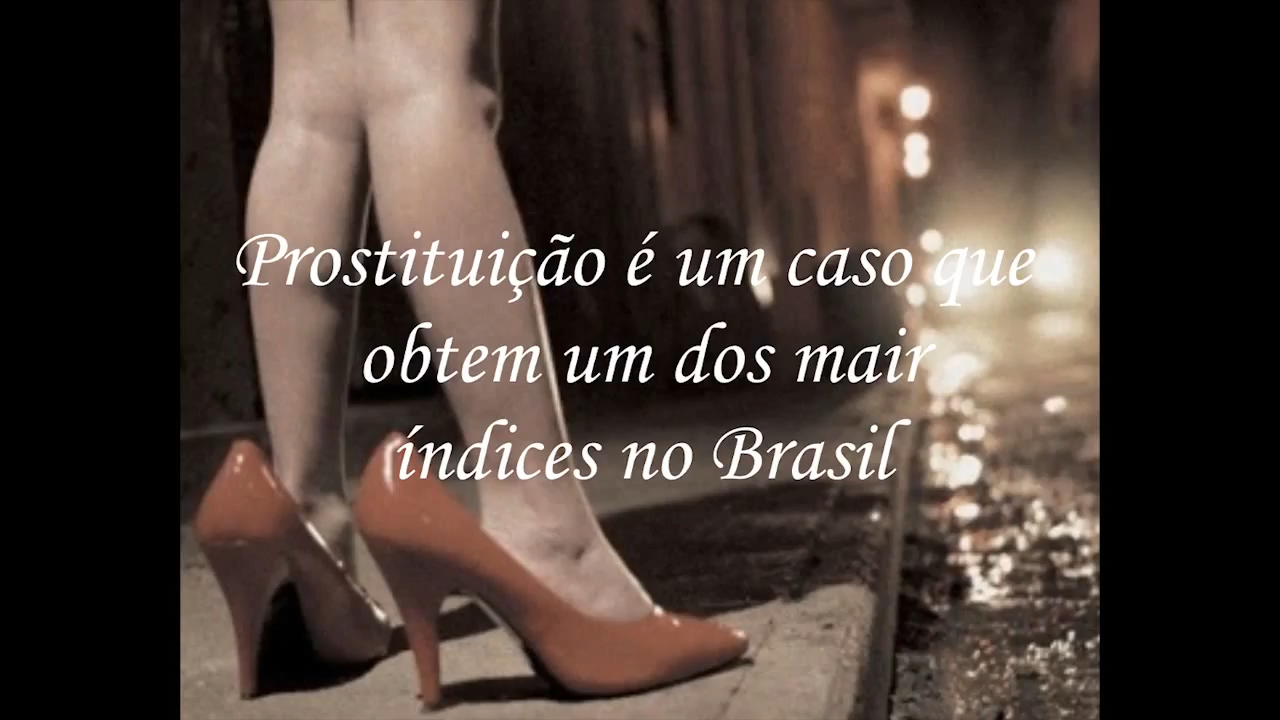 Prostituição é um caso que
obtem um dos mair
índices no Brasil